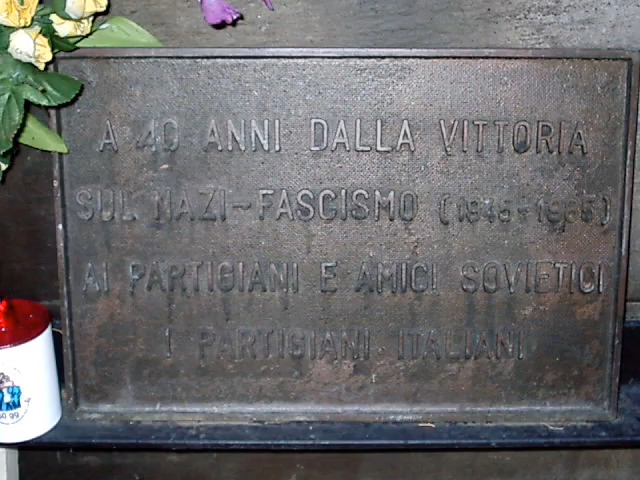 A 40 ANNI DALLA VITTORIA
SUL NAZI-FASCISMO (1945-1985)
AI PARTIGIANI E AMICI SOVIETICI
I PARTIGIANI ITALIANI